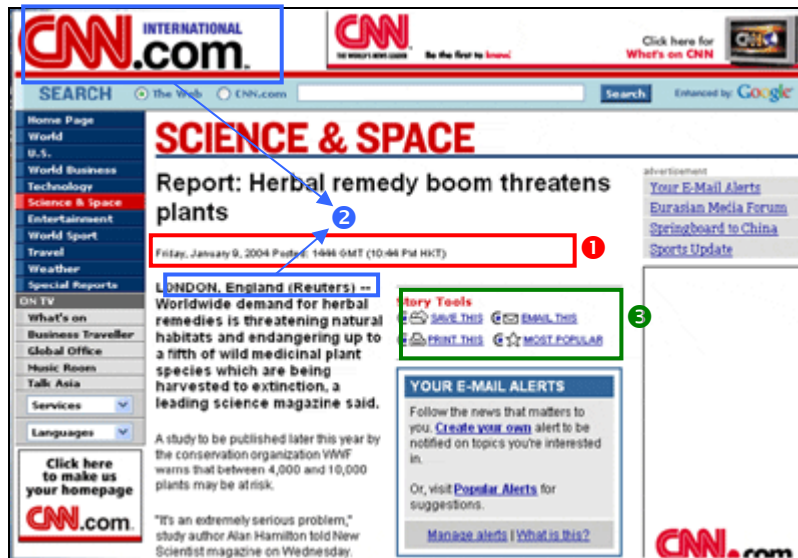 CNN.com INTERNATIONAL
CNN
THE WORLD'S NEWS LEADER
Be the first to know.
Click here for
What's on CNN
CNN
SEARCH The Web CNN.com Search Enhanced by Google
Home Page
World
U.S.
World Business
Technology
Science & Space
Entertainment
World Sport
Travel
Weather
Special Reports
ON TV
What's on
Business Traveller
Global Office
Music Room
Talk Asia
Services
Languages
Click here
to make us
your homepage
CNN.com
SCIENCE & SPACE
Report: Herbal remedy boom threatens
plants
2
Friday, January 9, 2004 Posted: 1446 GMT (10:46 PM HKT)
1
LONDON, England (Reuters) --
Worldwide demand for herbal
remedies is threatening natural
habitats and endangering up to
a fifth of wild medicinal plant
species which are being
harvested to extinction, a
leading science magazine said.
A study to be published later this year by
the conservation organization WWF
warns that between 4,000 and 10,000
plants may be at risk.
"It's an extremely serious problem,"
study author Alan Hamilton told New
Scientist magazine on Wednesday.
Story Tools
SAVE THIS EMAIL THIS
PRINT THIS MOST POPULAR
3
YOUR E-MAIL ALERTS
Follow the news that matters to
you. Create your own alert to be
notified on topics you're interested
in.
Or, visit Popular Alerts for
suggestions.
Manage alerts | What is this?
advertisement
Your E-Mail Alerts
Eurasian Media Forum
Springboard to China
Sports Update
CNN.com